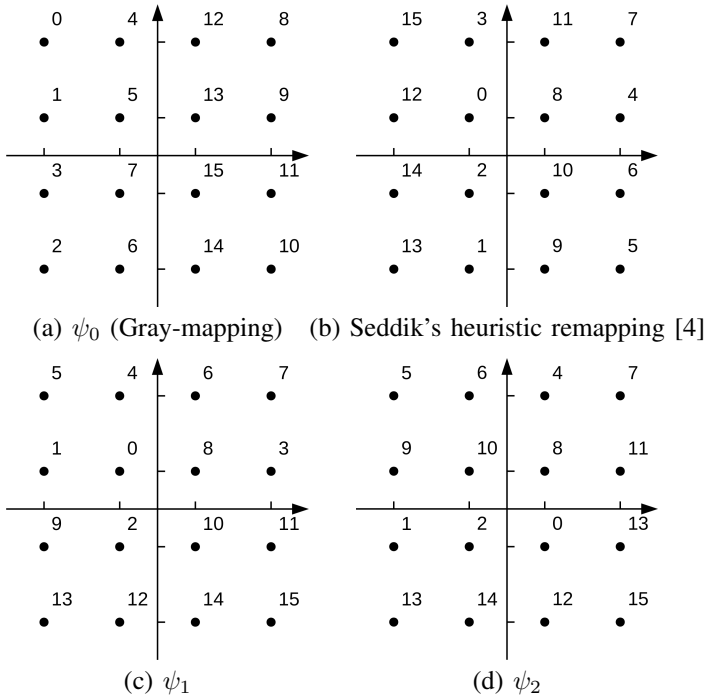 0 4 12 8 15 3 11 7
1 5 13 9 12 0 8 4
3 7 15 11 14 2 10 6
2 6 14 10 13 1 9 5
(a) ψ₀ (Gray-mapping) (b) Seddik's heuristic remapping [4]
5 4 6 7 5 6 4 7
1 0 8 3 9 10 8 11
9 2 10 11 1 2 0 13
13 12 14 15 13 14 12 15
(c) ψ₁ (d) ψ₂